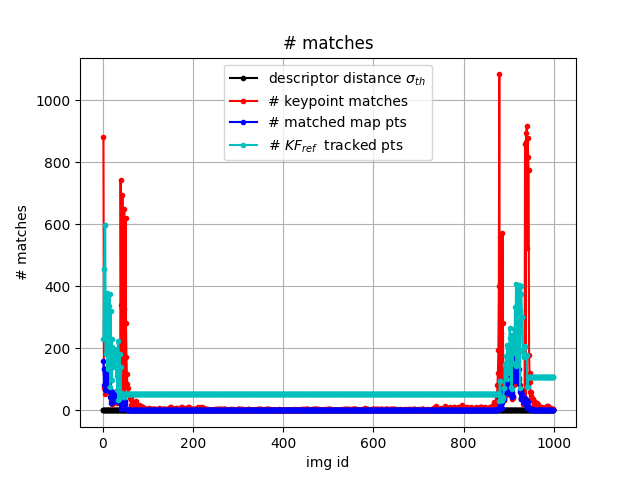 # matches
descriptor distance σ_th
# keypoint matches
# matched map pts
# KF_ref tracked pts
# matches
1000
800
600
400
200
0
0 200 400 600 800 1000
img id